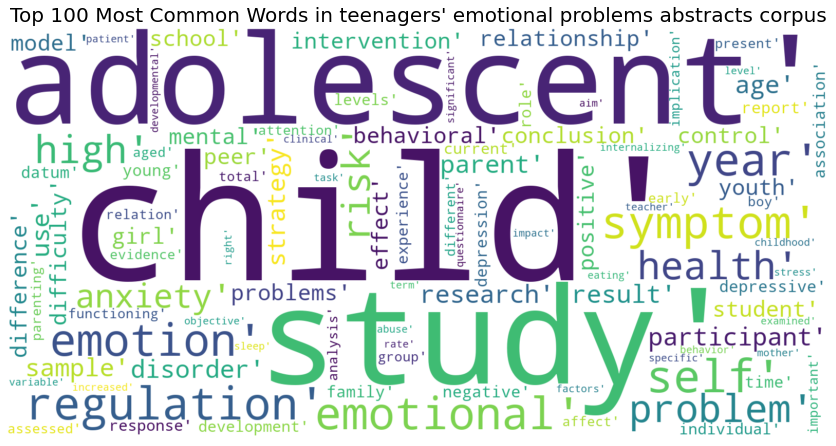 Top 100 Most Common Words in teenagers' emotional problems abstracts corpus
model'
patient'
developmental'
school'
intervention'
relationship'
significant'
implication'
present'
level'
adolescent'
levels'
aim'
role'
age'
report'
association'
high'
mental'
attention'
clinical'
behavioral'
conclusion'
control'
aged'
peer'
current'
internalizing'
datum'
young'
strategy'
risk'
parent'
year'
use'
difficulty'
total'
task'
child'
effect'
experience'
different'
questionnaire'
depression'
positive'
early'
youth'
teacher'
boy'
relation'
girl'
evidence'
right'
impact'
symptom'
childhood'
difference'
parenting'
anxiety'
problems'
term'
research'
eating'
result'
health'
stress'
depressive'
functioning'
objective'
study'
student'
examined'
emotion'
sleep'
analysis'
abuse'
rate'
group'
participant'
specific'
behavior'
mother'
sample'
disorder'
variable'
increased'
family'
negative'
factors'
self'
time'
important'
regulation'
emotional'
problem'
assessed'
response'
development'
affect'
individual'